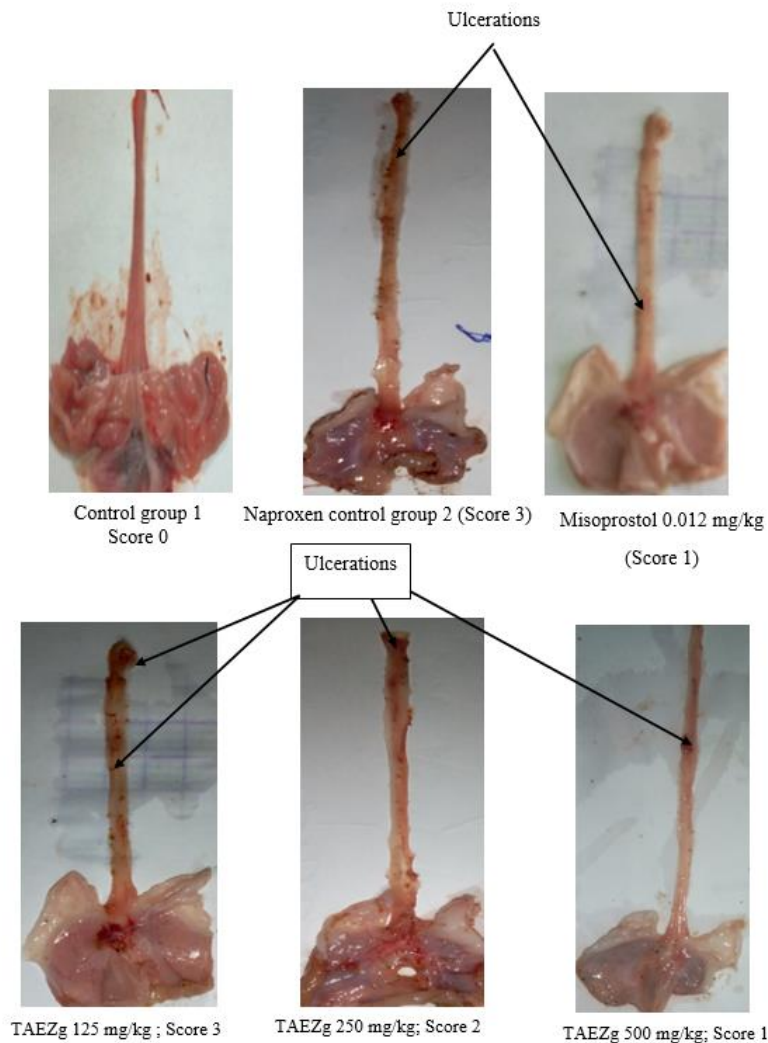 Ulcerations
Control group 1
Score 0
Naproxen control group 2 (Score 3)
Misoprostol 0.012 mg/kg
(Score 1)
Ulcerations
TAEZg 125 mg/kg ; Score 3
TAEZg 250 mg/kg; Score 2
TAEZg 500 mg/kg; Score 1